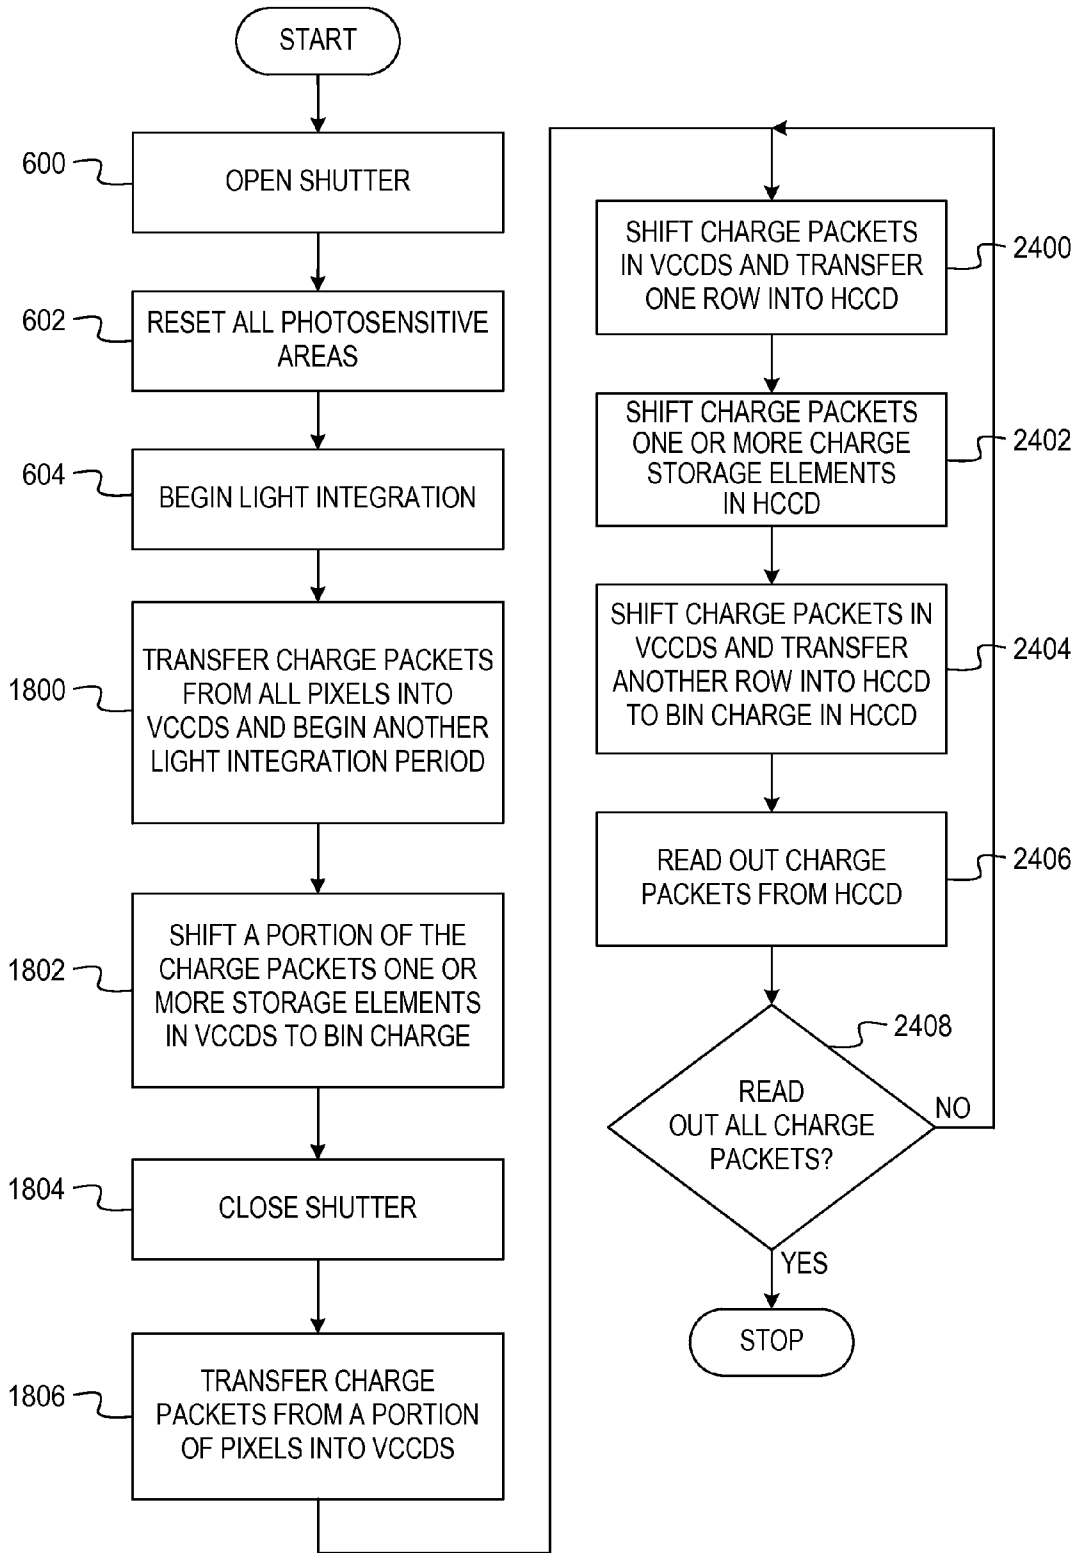 START
600
OPEN SHUTTER
602
RESET ALL PHOTOSENSITIVE
AREAS
604
BEGIN LIGHT INTEGRATION
1800
TRANSFER CHARGE PACKETS
FROM ALL PIXELS INTO
VCCDS AND BEGIN ANOTHER
LIGHT INTEGRATION PERIOD
1802
SHIFT A PORTION OF THE
CHARGE PACKETS ONE OR
MORE STORAGE ELEMENTS
IN VCCDS TO BIN CHARGE
1804
CLOSE SHUTTER
1806
TRANSFER CHARGE
PACKETS FROM A PORTION
OF PIXELS INTO VCCDS
SHIFT CHARGE PACKETS
IN VCCDS AND TRANSFER
ONE ROW INTO HCCD
2400
SHIFT CHARGE PACKETS
ONE OR MORE CHARGE
STORAGE ELEMENTS
IN HCCD
2402
SHIFT CHARGE PACKETS IN
VCCDS AND TRANSFER
ANOTHER ROW INTO HCCD
TO BIN CHARGE IN HCCD
2404
READ OUT CHARGE
PACKETS FROM HCCD
2406
2408
READ
OUT ALL CHARGE
PACKETS?
NO
YES
STOP